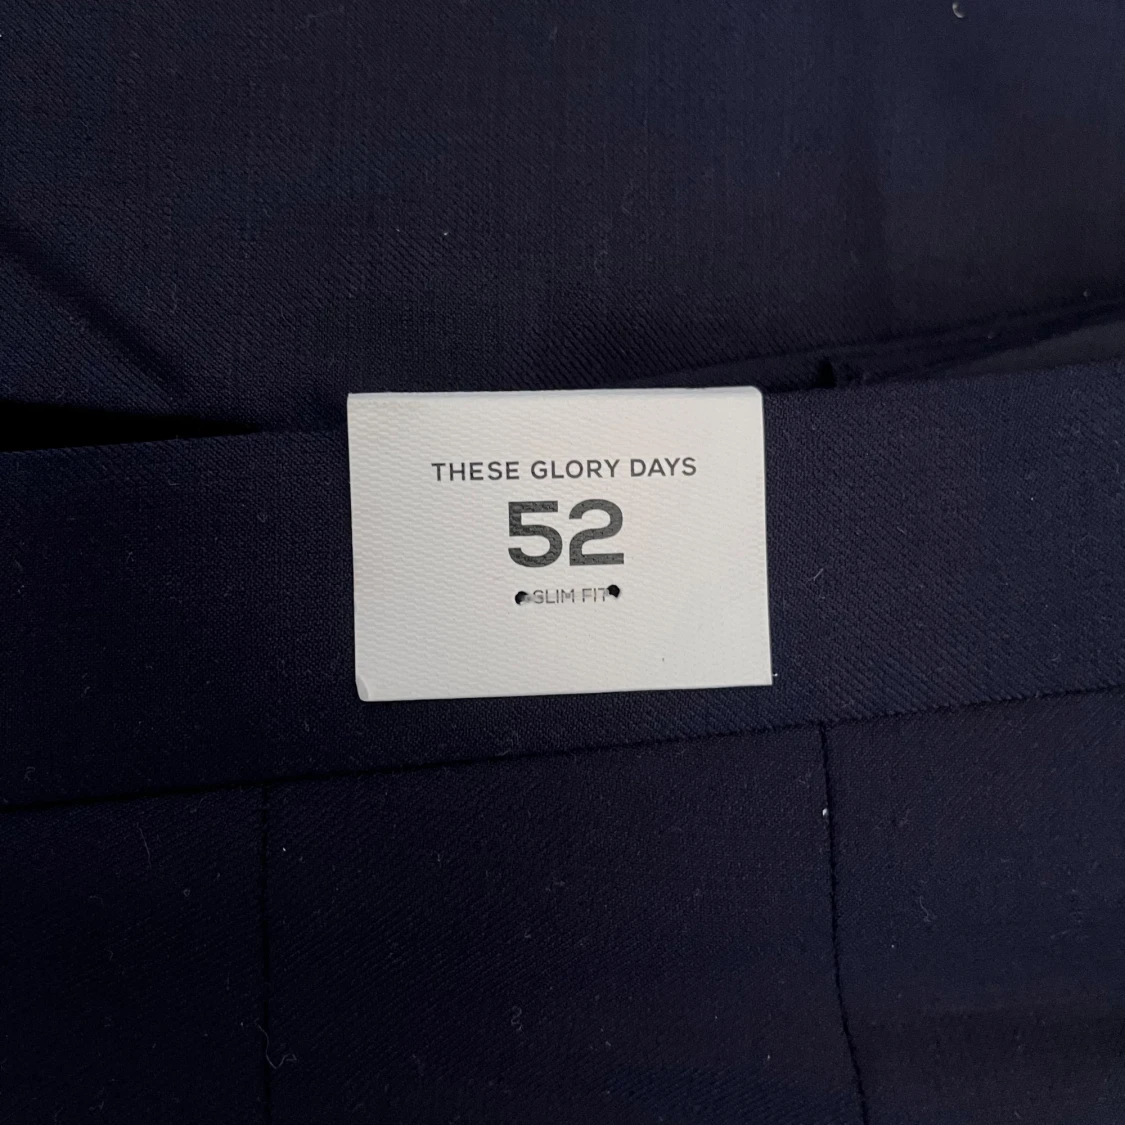 THESE GLORY DAYS
52
SLIM FIT